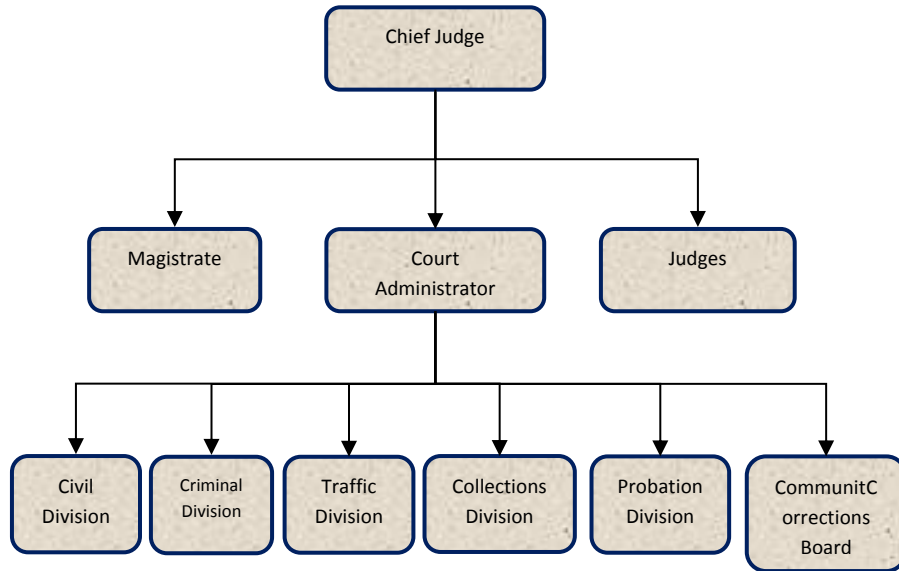 Chief Judge
Magistrate
Court
Administrator
Judges
Civil
Division
Criminal
Division
Traffic
Division
Collections
Division
Probation
Division
CommunitC
orrections
Board